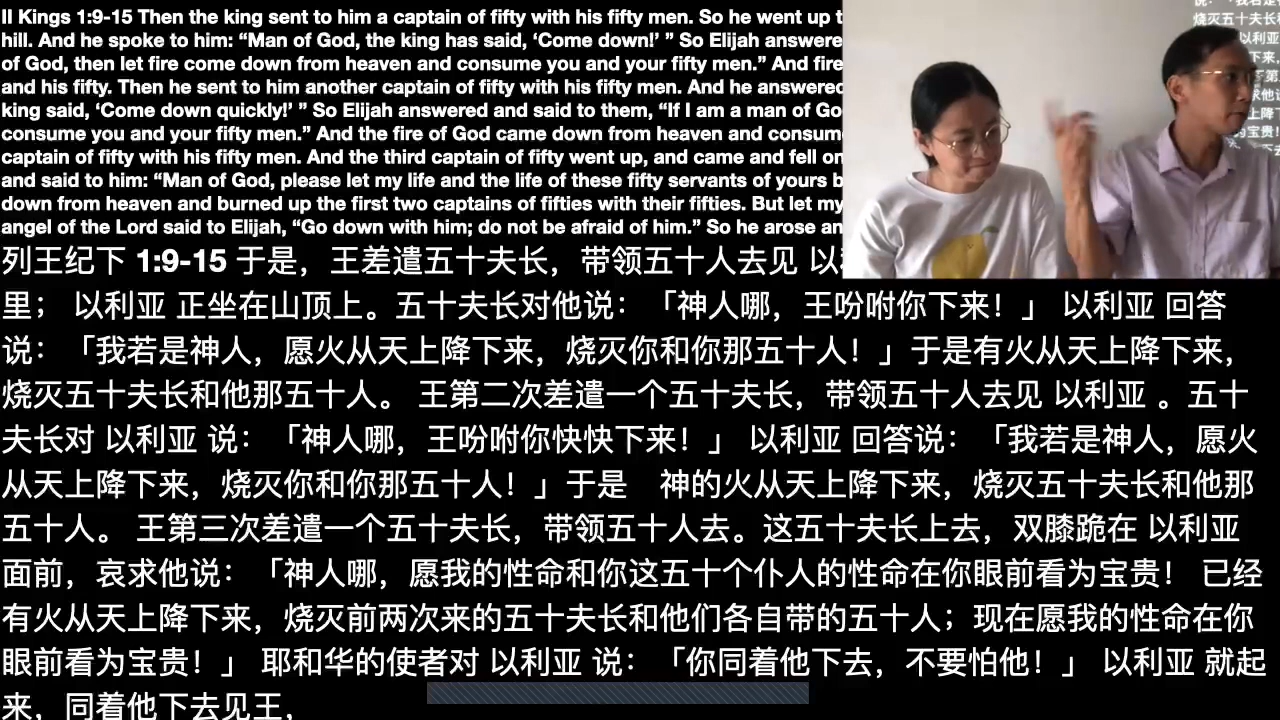 II Kings 1:9-15 Then the king sent to him a captain of fifty with his fifty men. So he went up
hill. And he spoke to him: “Man of God, the king has said, ‘Come down!’ ” So Elijah answere
of God, then let fire come down from heaven and consume you and your fifty men.” And fire
and his fifty. Then he sent to him another captain of fifty with his fifty men. And he answered
king said, ‘Come down quickly!’ ” So Elijah answered and said to them, “If I am a man of Go
consume you and your fifty men.” And the fire of God came down from heaven and consum
captain of fifty with his fifty men. And the third captain of fifty went up, and came and fell on
and said to him: “Man of God, please let my life and the life of these fifty servants of yours b
down from heaven and burned up the first two captains of fifties with their fifties. But let my
angel of the Lord said to Elijah, “Go down with him; do not be afraid of him.” So he arose an
列王纪下 1:9-15 于是，王差遣五十夫长，带领五十人去见 以
里； 以利亚 正坐在山顶上。五十夫长对他说：「神人哪，王吩咐你下来！」 以利亚 回答
说：「我若是神人，愿火从天上降下来，烧灭你和你那五十人！」于是有火从天上降下来，
烧灭五十夫长和他那五十人。 王第二次差遣一个五十夫长，带领五十人去见 以利亚 。五十
夫长对 以利亚 说：「神人哪，王吩咐你快快下来！」 以利亚 回答说：「我若是神人，愿火
从天上降下来，烧灭你和你那五十人！」于是　神的火从天上降下来，烧灭五十夫长和他那
五十人。 王第三次差遣一个五十夫长，带领五十人去。这五十夫长上去，双膝跪在 以利亚
面前，哀求他说：「神人哪，愿我的性命和你这五十个仆人的性命在你眼前看为宝贵！ 已经
有火从天上降下来，烧灭前两次来的五十夫长和他们各自带的五十人；现在愿我的性命在你
眼前看为宝贵！」 耶和华的使者对 以利亚 说：「你同着他下去，不要怕他！」 以利亚 就起
来，同着他下去见王，